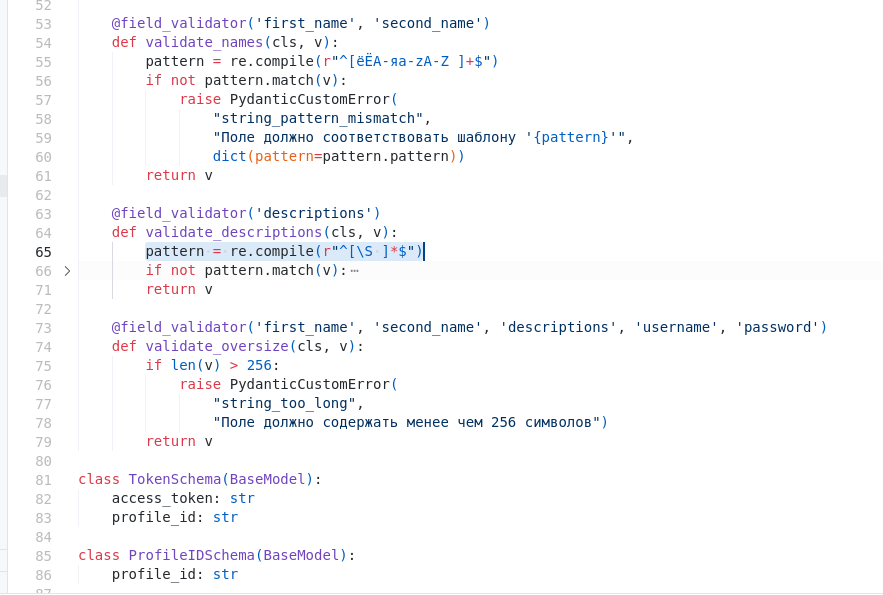 52
53 @field_validator('first_name', 'second_name')
54 def validate_names(cls, v):
55 pattern = re.compile(r"^[ëËА-яa-zA-Z ]+$")
56 if not pattern.match(v):
57 raise PydanticCustomError(
58 "string_pattern_mismatch",
59 "Поле должно соответствовать шаблону '{pattern}'",
60 dict(pattern=pattern.pattern))
61 return v
62
63 @field_validator('descriptions')
64 def validate_descriptions(cls, v):
65 pattern = re.compile(r"^[\S ]*$")
66 if not pattern.match(v): ⋯
71 return v
72
73 @field_validator('first_name', 'second_name', 'descriptions', 'username', 'password')
74 def validate_oversize(cls, v):
75 if len(v) > 256:
76 raise PydanticCustomError(
77 "string_too_long",
78 "Поле должно содержать менее чем 256 символов")
79 return v
80
81 class TokenSchema(BaseModel):
82 access_token: str
83 profile_id: str
84
85 class ProfileIDSchema(BaseModel):
86 profile_id: str
87